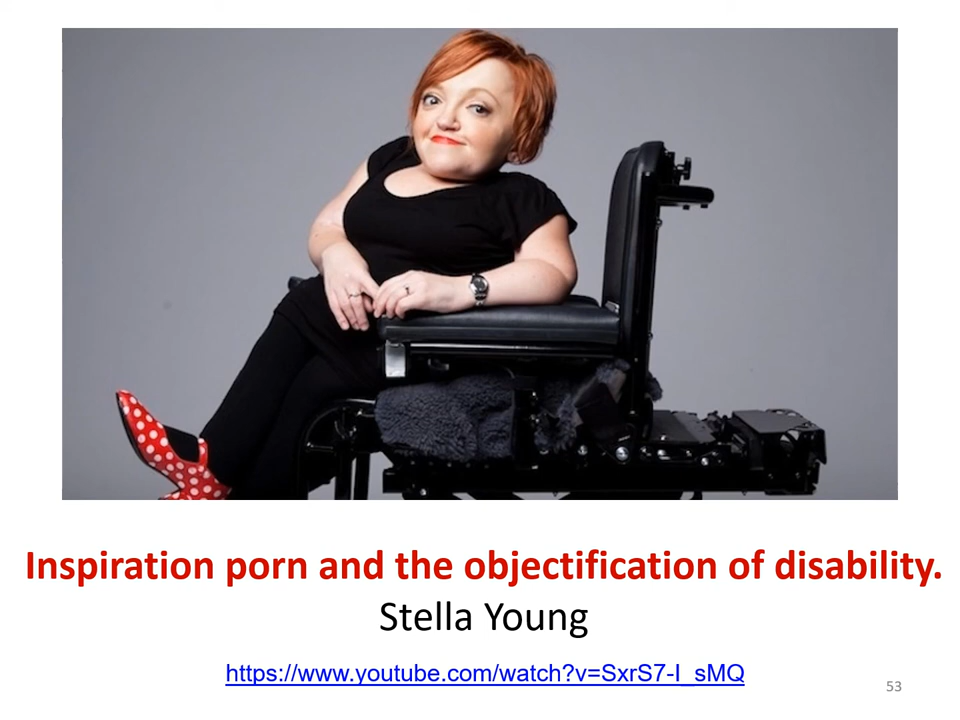 Inspiration porn and the objectification of disability.
Stella Young
https://www.youtube.com/watch?v=SxrS7-I_sMQ
53